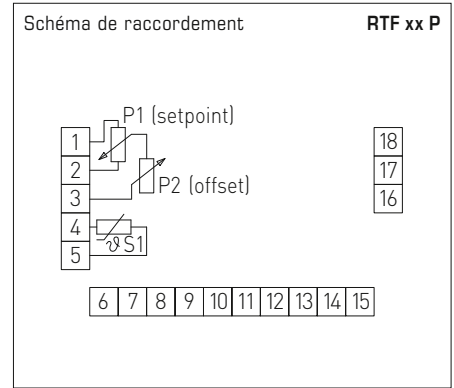 Schéma de raccordement RTF xx P
P1 (setpoint)
1
2
3
P2 (offset)
4
5
ϑ S1
18
17
16
6 7 8 9 10 11 12 13 14 15